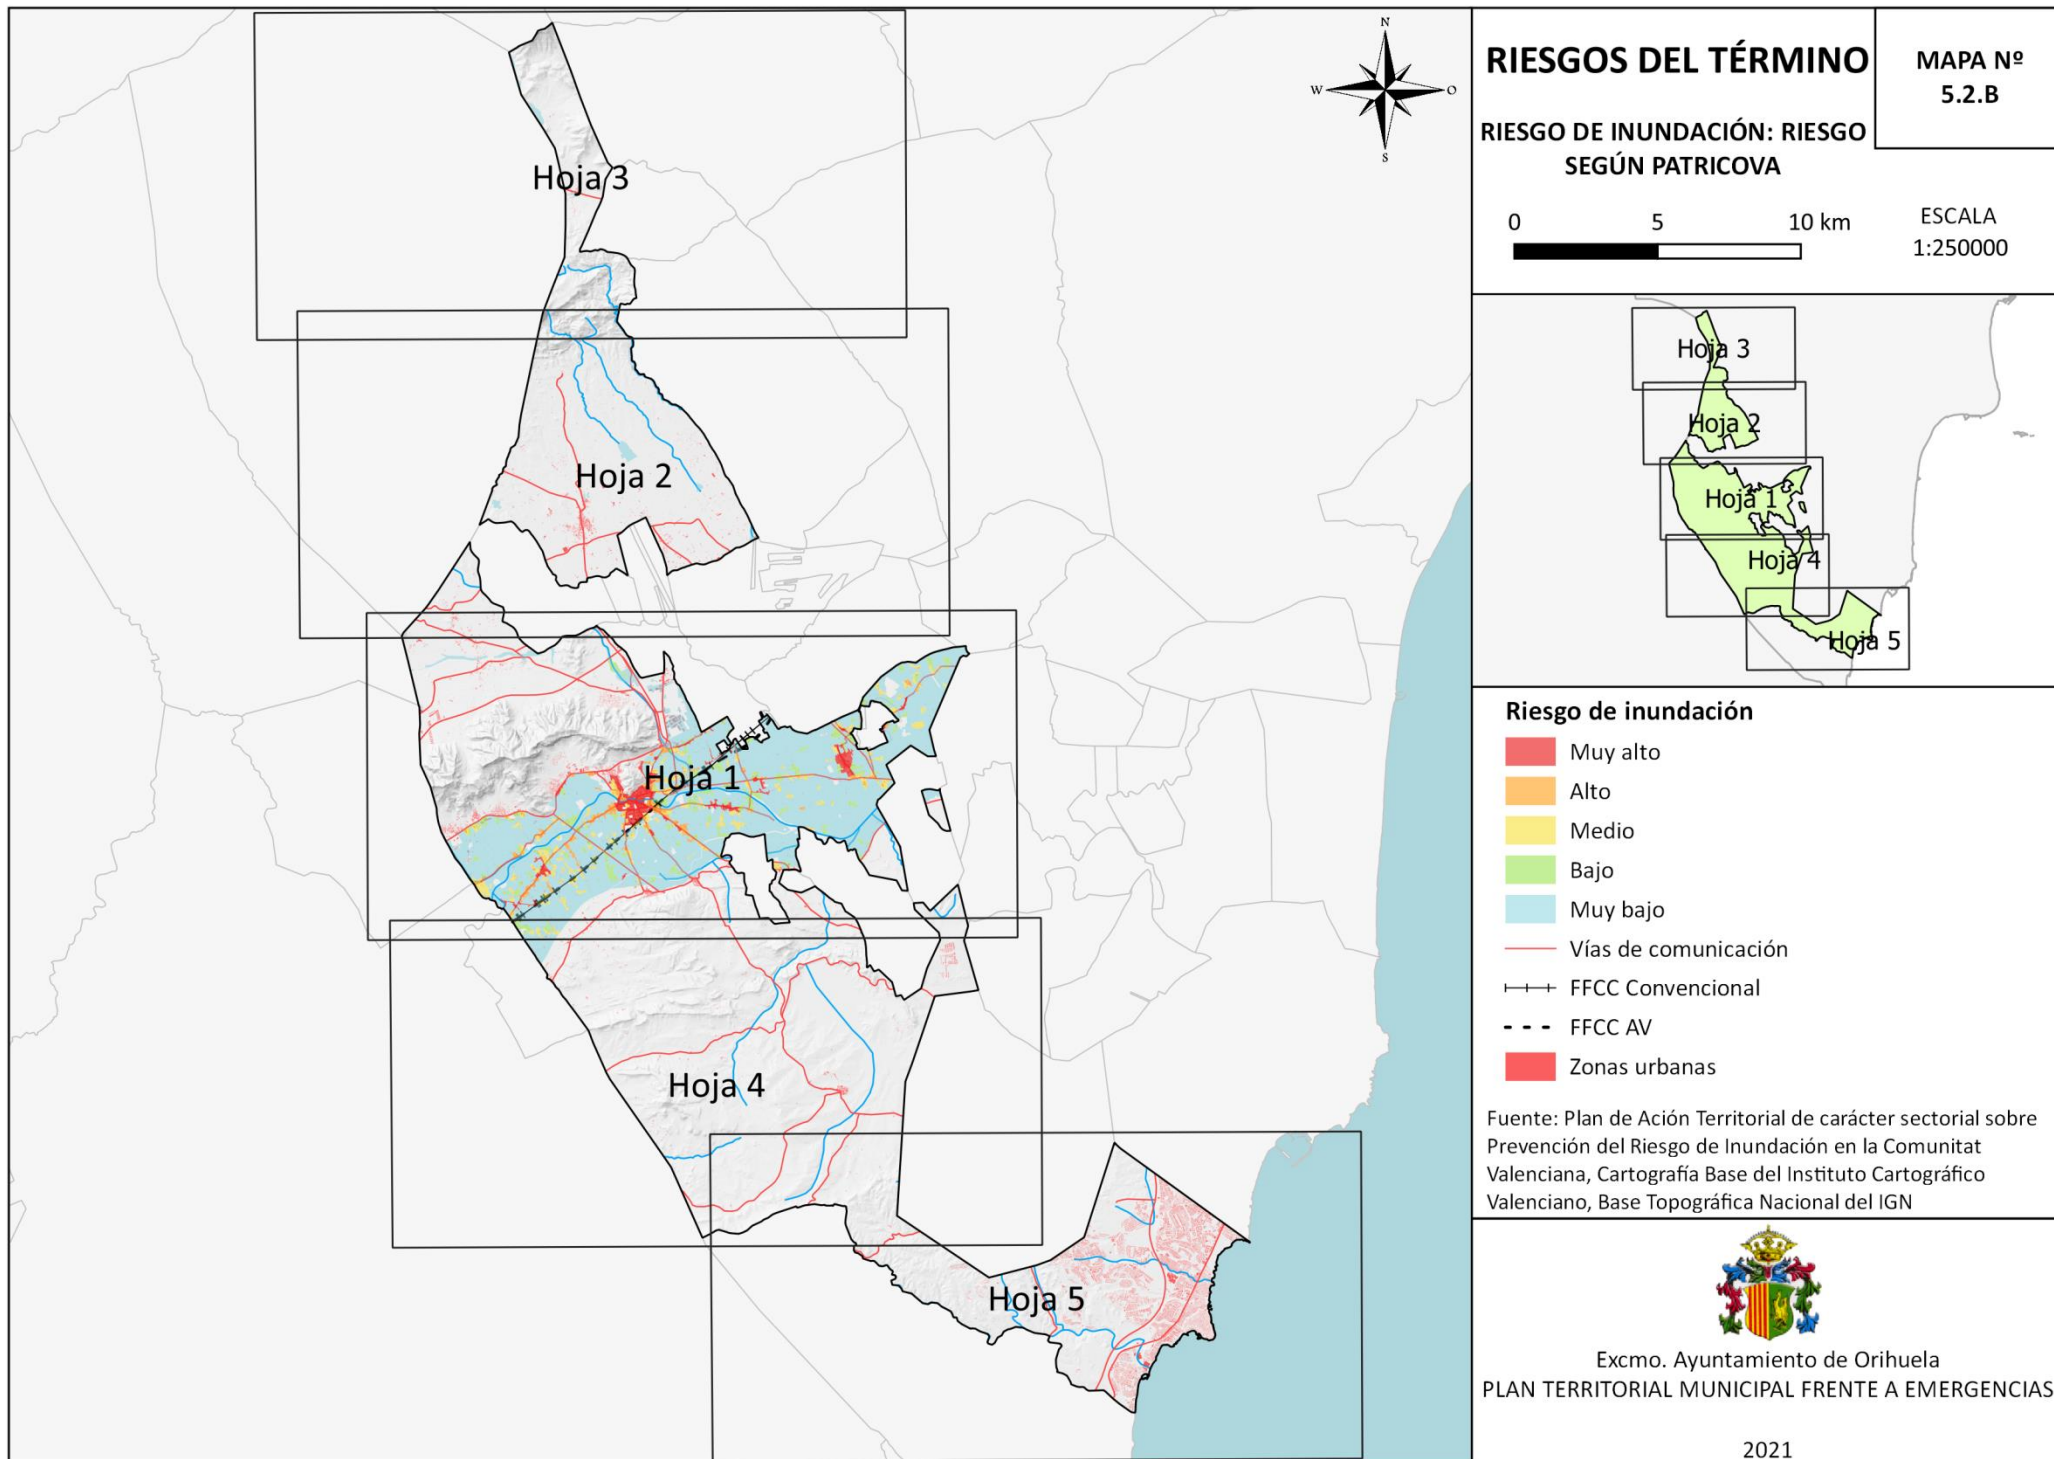 RIESGOS DEL TÉRMINO
MAPA Nº
5.2.B
RIESGO DE INUNDACIÓN: RIESGO
SEGÚN PATRICOVA
0 5 10 km
ESCALA
1:250000
N
W O
S
Hoja 3
Hoja 2
Hoja 1
Hoja 4
Hoja 5
Hoja 3
Hoja 2
Hoja 1
Hoja 4
Hoja 5
Riesgo de inundación
Muy alto
Alto
Medio
Bajo
Muy bajo
Vías de comunicación
FFCC Convencional
FFCC AV
Zonas urbanas
Fuente: Plan de Ación Territorial de carácter sectorial sobre
Prevención del Riesgo de Inundación en la Comunitat
Valenciana, Cartografía Base del Instituto Cartográfico
Valenciano, Base Topográfica Nacional del IGN
Excmo. Ayuntamiento de Orihuela
PLAN TERRITORIAL MUNICIPAL FRENTE A EMERGENCIAS
2021